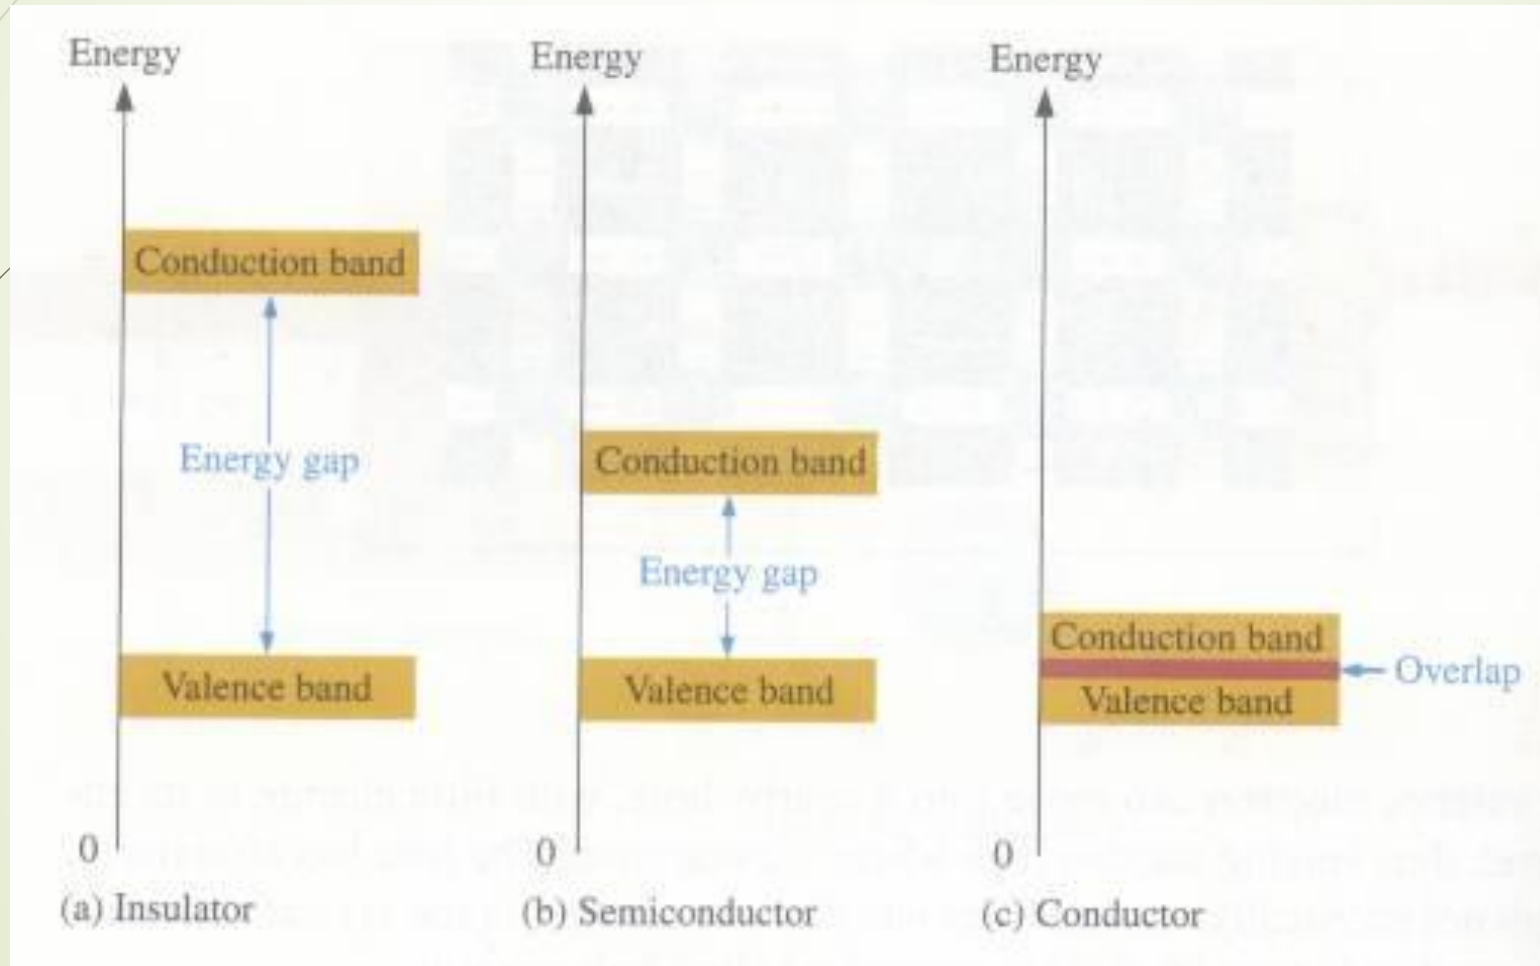 Energy
Conduction band
Energy gap
Valence band
0
(a) Insulator
Energy
Conduction band
Energy gap
Valence band
0
(b) Semiconductor
Energy
Conduction band
Overlap
Valence band
0
(c) Conductor